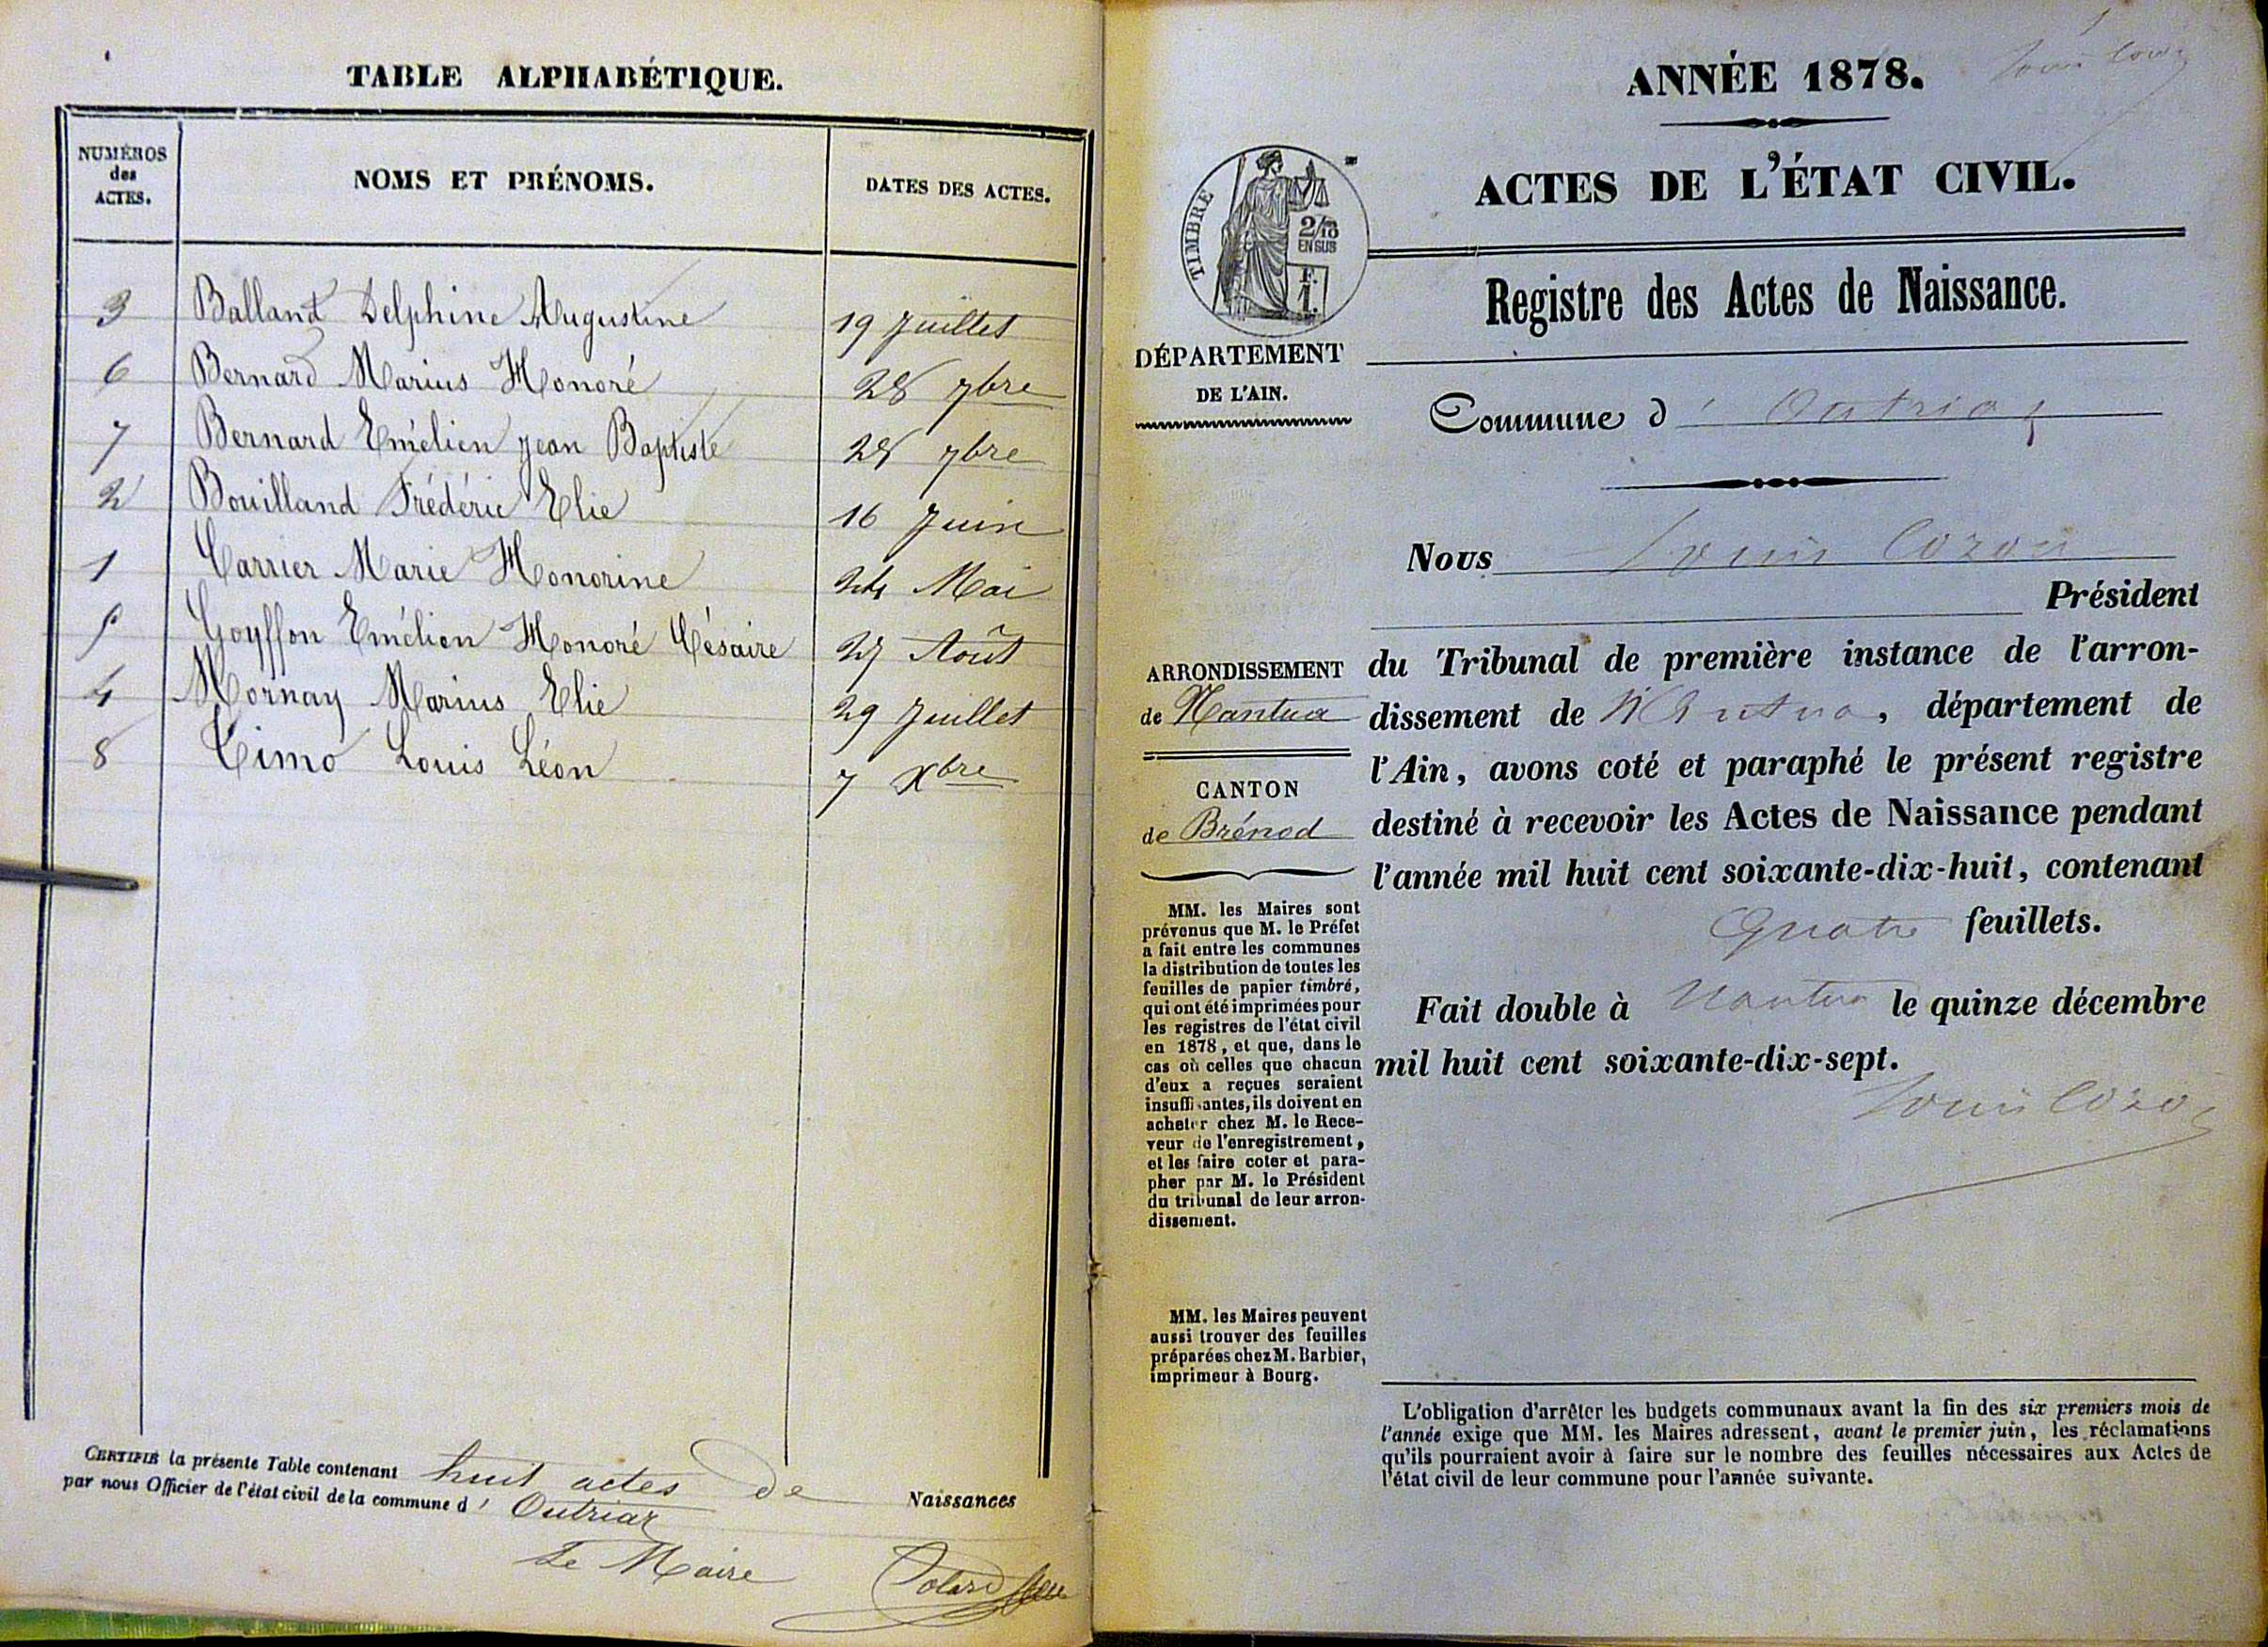 TABLE ALPHABÉTIQUE.
NUMÉROS des ACTES. NOMS ET PRÉNOMS. DATES DES ACTES.
3 Balland Delphine Augustine 19 Juillet
6 Bernard Marius Honoré 28 7bre
7 Bernard Emélien Jean Baptiste 28 7bre
2 Bouilland Frédéric Elie 16 Juin
1 Carrier Marie Honorine 24 Mai
5 Goyffon Emélien Honoré Césaire 27 Août
4 Mornay Marius Elie 29 Juillet
8 Timo Louis Léon 7 Xbre
CERTIFIÉ la présente Table contenant huit actes de Naissances
par nous Officier de l'état civil de la commune d' Outriaz
Le Maire
ANNÉE 1878.
ACTES DE L'ÉTAT CIVIL.
TIMBRE
2/10
EN SUS
F.
1.
Registre des Actes de Naissance.
DÉPARTEMENT
DE L'AIN.
Commune d' Outriaz
Nous Louis Cozon
Président
ARRONDISSEMENT
de Nantua
CANTON
de Brénod
du Tribunal de première instance de l'arron-
dissement de Nantua, département de
l'Ain, avons coté et paraphé le présent registre
destiné à recevoir les Actes de Naissance pendant
l'année mil huit cent soixante-dix-huit, contenant
Quatre feuillets.
Fait double à Nantua le quinze décembre
mil huit cent soixante-dix-sept.
Louis Cozon
MM. les Maires sont
prévenus que M. le Préfet
a fait entre les communes
la distribution de toutes les
feuilles de papier timbré,
qui ont été imprimées pour
les registres de l'état civil
en 1878, et que, dans le
cas où celles que chacun
d'eux a reçues seraient
insuffisantes, ils doivent en
acheter chez M. le Rece-
veur de l'enregistrement,
et les faire coter et para-
pher par M. le Président
du tribunal de leur arron-
dissement.
MM. les Maires peuvent
aussi trouver des feuilles
préparées chez M. Barbier,
imprimeur à Bourg.
L'obligation d'arrêter les budgets communaux avant la fin des six premiers mois de
l'année exige que MM. les Maires adressent, avant le premier juin, les réclamations
qu'ils pourraient avoir à faire sur le nombre des feuilles nécessaires aux Actes de
l'état civil de leur commune pour l'année suivante.